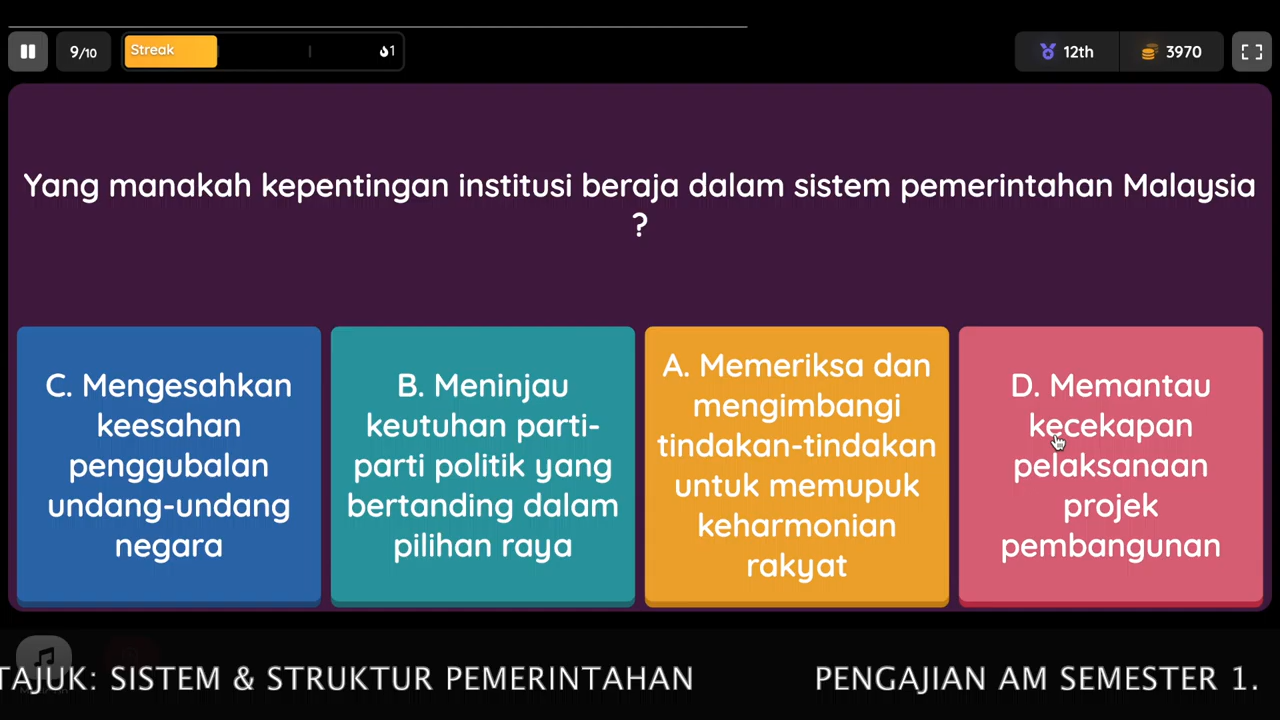 9/10
Streak
1
12th
3970
Yang manakah kepentingan institusi beraja dalam sistem pemerintahan Malaysia
?
C. Mengesahkan
keesahan
penggubalan
undang-undang
negara
B. Meninjau
keutuhan parti-
parti politik yang
bertanding dalam
pilihan raya
A. Memeriksa dan
mengimbangi
tindakan-tindakan
untuk memupuk
keharmonian
rakyat
D. Memantau
kecekapan
pelaksanaan
projek
pembangunan
TAJUK: SISTEM & STRUKTUR PEMERINTAHAN
PENGAJIAN AM SEMESTER 1.